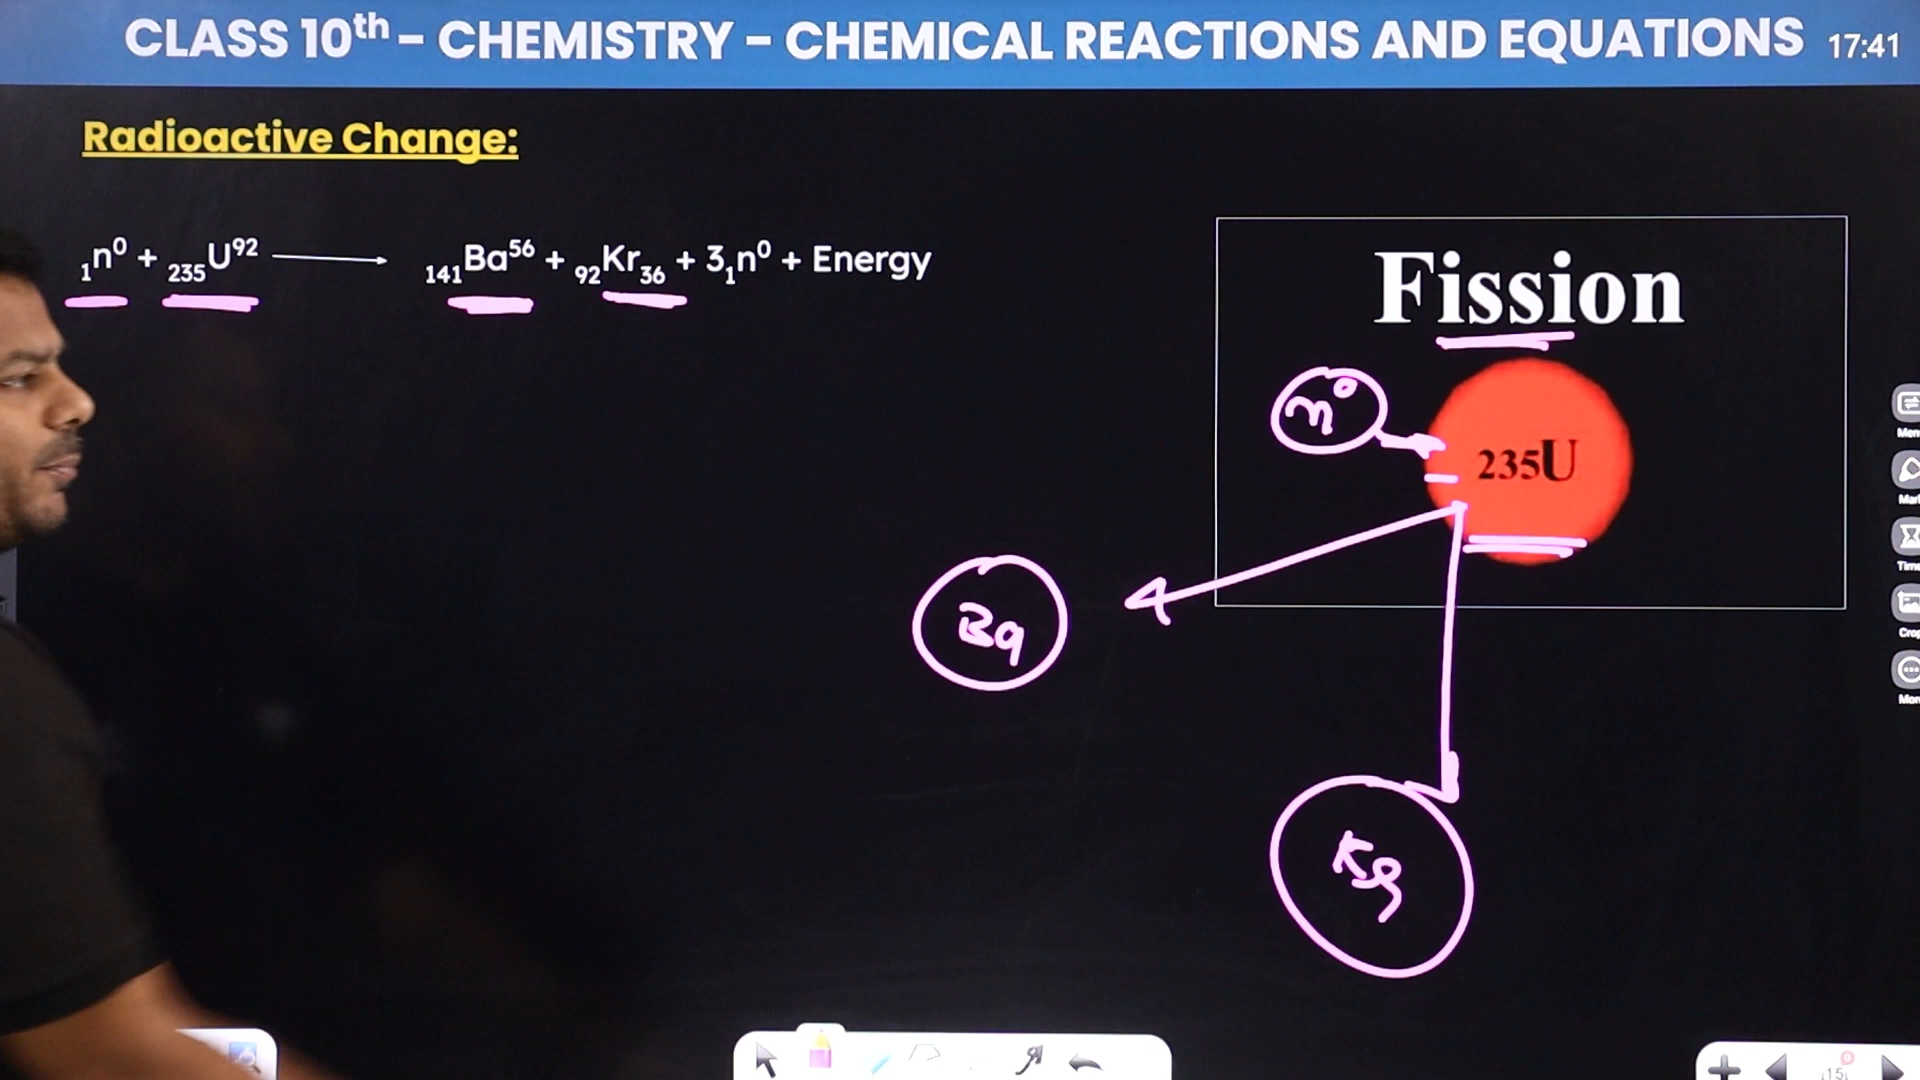 CLASS 10th - CHEMISTRY - CHEMICAL REACTIONS AND EQUATIONS 17:41
Radioactive Change:
₁n⁰ + ₂₃₅U⁹² ⟶ ₁₄₁Ba⁵⁶ + ₉₂Kr₃₆ + 3₁n⁰ + Energy
Fission
n⁰
235U
Ba
Kr
15